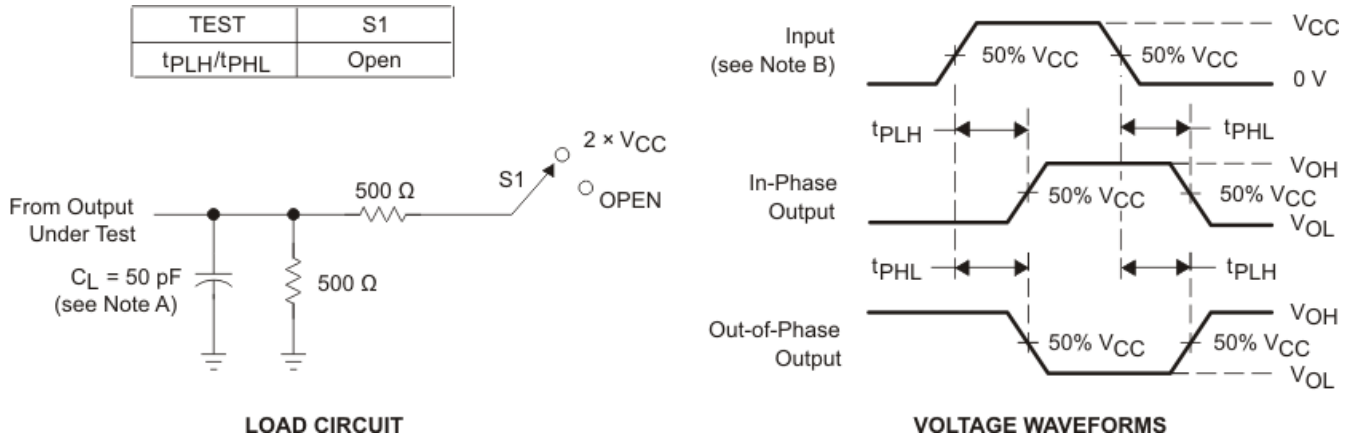 TEST S1
tPLH/tPHL Open
2 × VCC
S1
OPEN
500 Ω
From Output
Under Test
CL = 50 pF
(see Note A)
500 Ω
LOAD CIRCUIT
Input
(see Note B)
50% VCC
50% VCC
VCC
0 V
tPLH
tPHL
In-Phase
Output
50% VCC
50% VCC
VOH
VOL
tPHL
tPLH
Out-of-Phase
Output
50% VCC
50% VCC
VOH
VOL
VOLTAGE WAVEFORMS